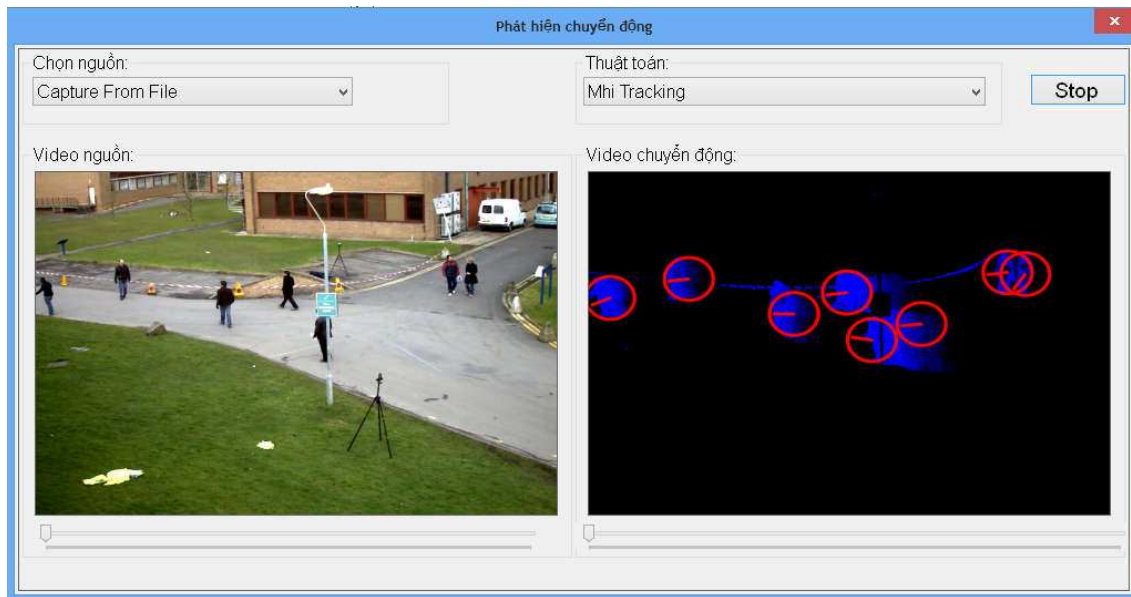 Phát hiện chuyển động
Chọn nguồn:
Capture From File
Thuật toán:
Mhi Tracking
Stop
Video nguồn:
Video chuyển động: